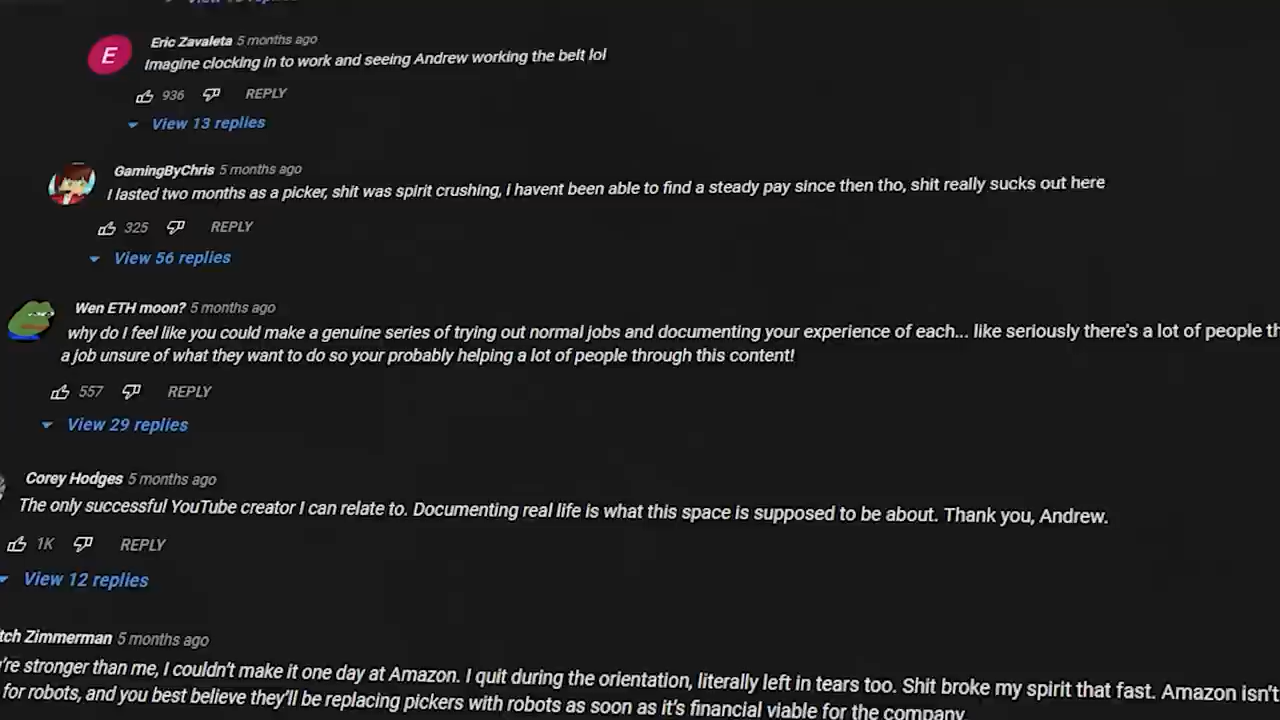 Eric Zavaleta 5 months ago
E
Imagine clocking in to work and seeing Andrew working the belt lol
936 REPLY
View 13 replies
GamingByChris 5 months ago
I lasted two months as a picker, shit was spirit crushing, i havent been able to find a steady pay since then tho, shit really sucks out here
325 REPLY
View 56 replies
Wen ETH moon? 5 months ago
why do I feel like you could make a genuine series of trying out normal jobs and documenting your experience of each... like seriously there's a lot of people th
a job unsure of what they want to do so your probably helping a lot of people through this content!
557 REPLY
View 29 replies
Corey Hodges 5 months ago
The only successful YouTube creator I can relate to. Documenting real life is what this space is supposed to be about. Thank you, Andrew.
1K REPLY
View 12 replies
tch Zimmerman 5 months ago
're stronger than me, I couldn't make it one day at Amazon. I quit during the orientation, literally left in tears too. Shit broke my spirit that fast. Amazon isn't
for robots, and you best believe they'll be replacing pickers with robots as soon as it's financial viable for the company